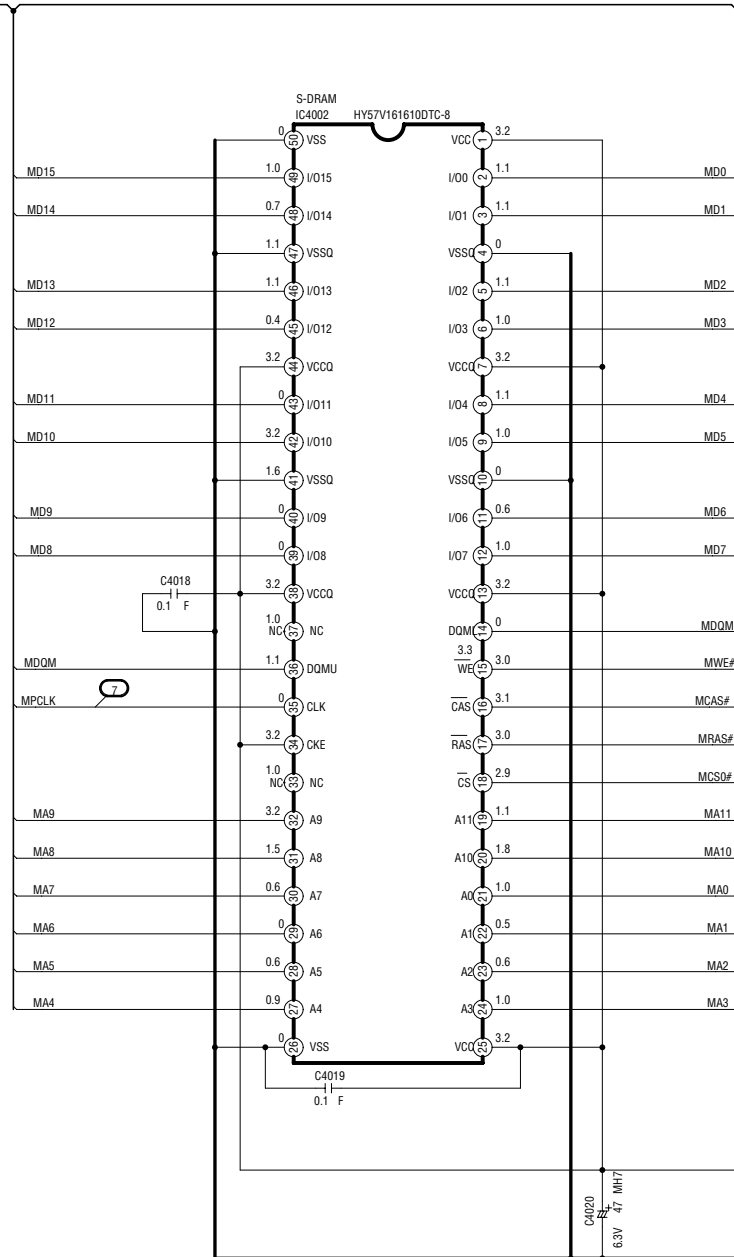 S-DRAM
IC4002 HY57V161610DTC-8
0 50 VSS VCC 1 3.2
MD15 1.0 49 I/O15 I/O0 2 1.1 MD0
MD14 0.7 48 I/O14 I/O1 3 1.1 MD1
1.1 47 VSSQ VSSQ 4 0
MD13 1.1 46 I/O13 I/O2 5 1.1 MD2
MD12 0.4 45 I/O12 I/O3 6 1.0 MD3
3.2 44 VCCQ VCCQ 7 3.2
MD11 0 43 I/O11 I/O4 8 1.1 MD4
MD10 3.2 42 I/O10 I/O5 9 1.0 MD5
1.6 41 VSSQ VSSQ 10 0
MD9 0 40 I/O9 I/O6 11 0.6 MD6
MD8 0 39 I/O8 I/O7 12 1.0 MD7
C4018
0.1 F
3.2 38 VCCQ VCCQ 13 3.2
1.0
NC 37 NC DQML 14 0 MDQM
MDQM 1.1 36 DQMU
3.3
WE 15 3.0 MWE#
MPCLK 7 0 35 CLK CAS 16 3.1 MCAS#
3.2 34 CKE RAS 17 3.0 MRAS#
1.0
NC 33 NC CS 18 2.9 MCS0#
MA9 3.2 32 A9 A11 19 1.1 MA11
MA8 1.5 31 A8 A10 20 1.8 MA10
MA7 0.6 30 A7 A0 21 1.0 MA0
MA6 0 29 A6 A1 22 0.5 MA1
MA5 0.6 28 A5 A2 23 0.6 MA2
MA4 0.9 27 A4 A3 24 1.0 MA3
0 26 VSS VCC 25 3.2
C4019
0.1 F
C4020
+
47 MH7
6.3V